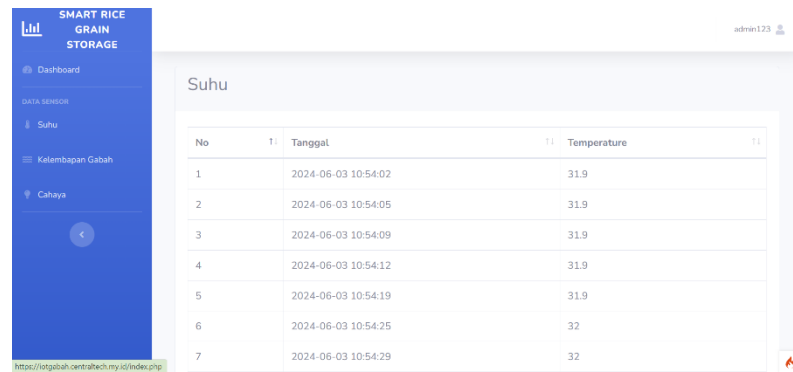 SMART RICE
GRAIN
STORAGE
admin123
Dashboard
DATA SENSOR
Suhu
Kelembapan Gabah
Cahaya
Suhu
No Tanggal Temperature
1 2024-06-03 10:54:02 31.9
2 2024-06-03 10:54:05 31.9
3 2024-06-03 10:54:09 31.9
4 2024-06-03 10:54:12 31.9
5 2024-06-03 10:54:19 31.9
6 2024-06-03 10:54:25 32
7 2024-06-03 10:54:29 32
https://iotgabah.centraltech.my.id/index.php